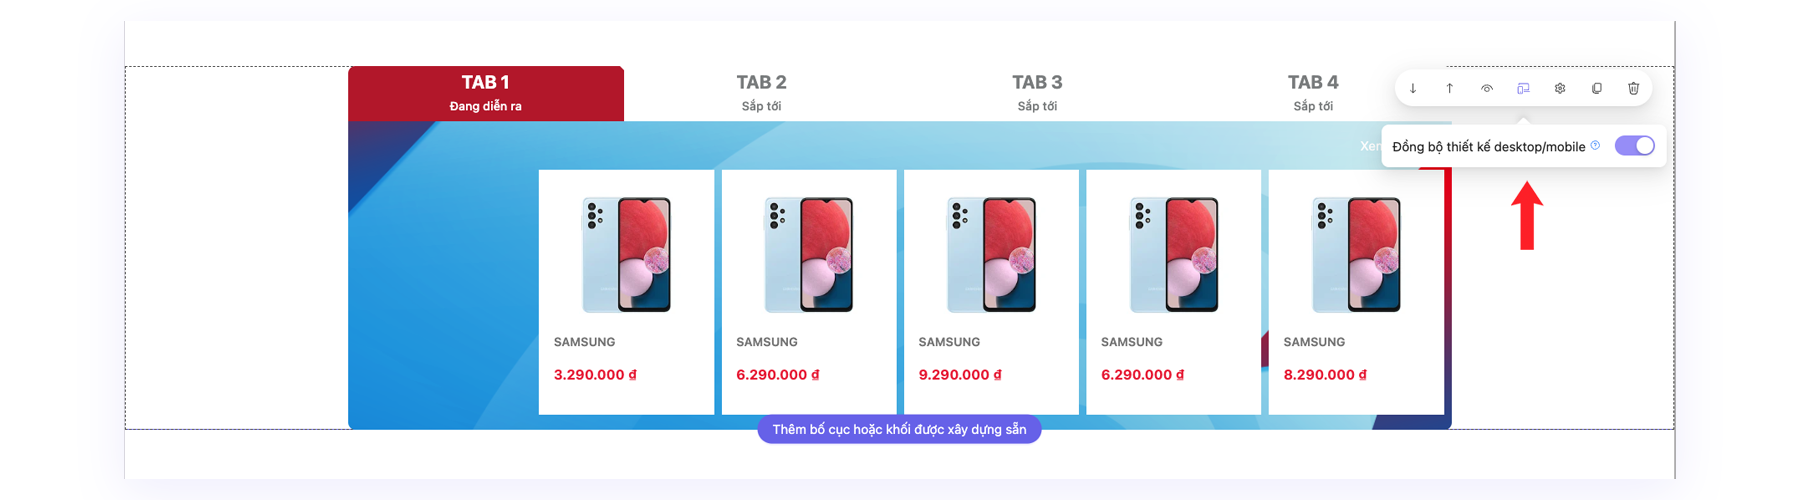 TAB 1
Đang diễn ra
TAB 2
Sắp tới
TAB 3
Sắp tới
TAB 4
Sắp tới
Đồng bộ thiết kế desktop/mobile
SAMSUNG
3.290.000 ₫
SAMSUNG
6.290.000 ₫
SAMSUNG
9.290.000 ₫
SAMSUNG
6.290.000 ₫
SAMSUNG
8.290.000 ₫
Thêm bố cục hoặc khối được xây dựng sẵn